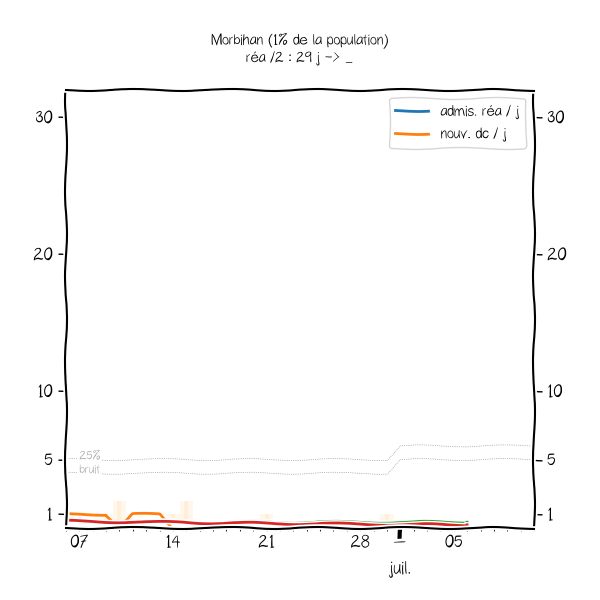 Morbihan (1% de la population)
réa /2 : 29 j -> _
admis. réa / j
nouv. dc / j
30
30
20
20
10
10
5
25%
5
bruit
1
1
07
14
21
28
05
juil.